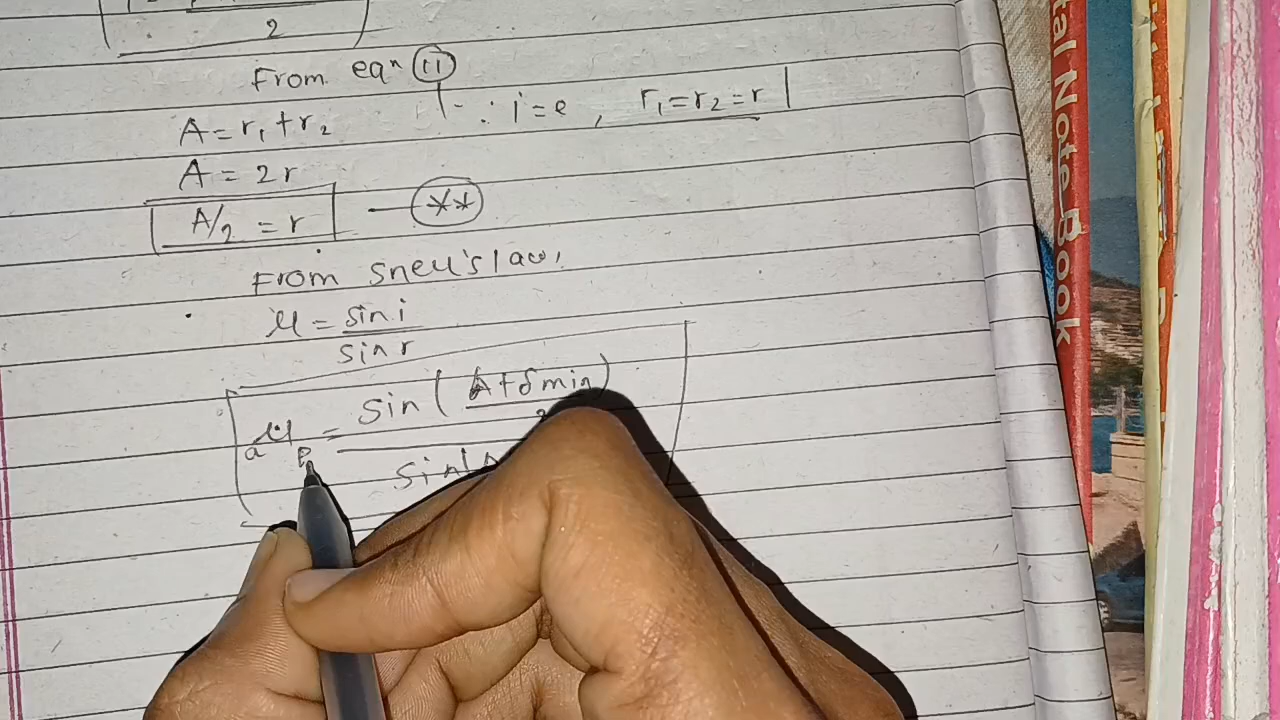 2
From eqⁿ (11)
∵ i=e , r₁=r₂=r
A=r₁+r₂
A = 2r
A/2 = r — (**)
From snell's law,
μ = sin i / sin r
aμp = sin(A+δmin / 2) / sin(A
tal Note Book